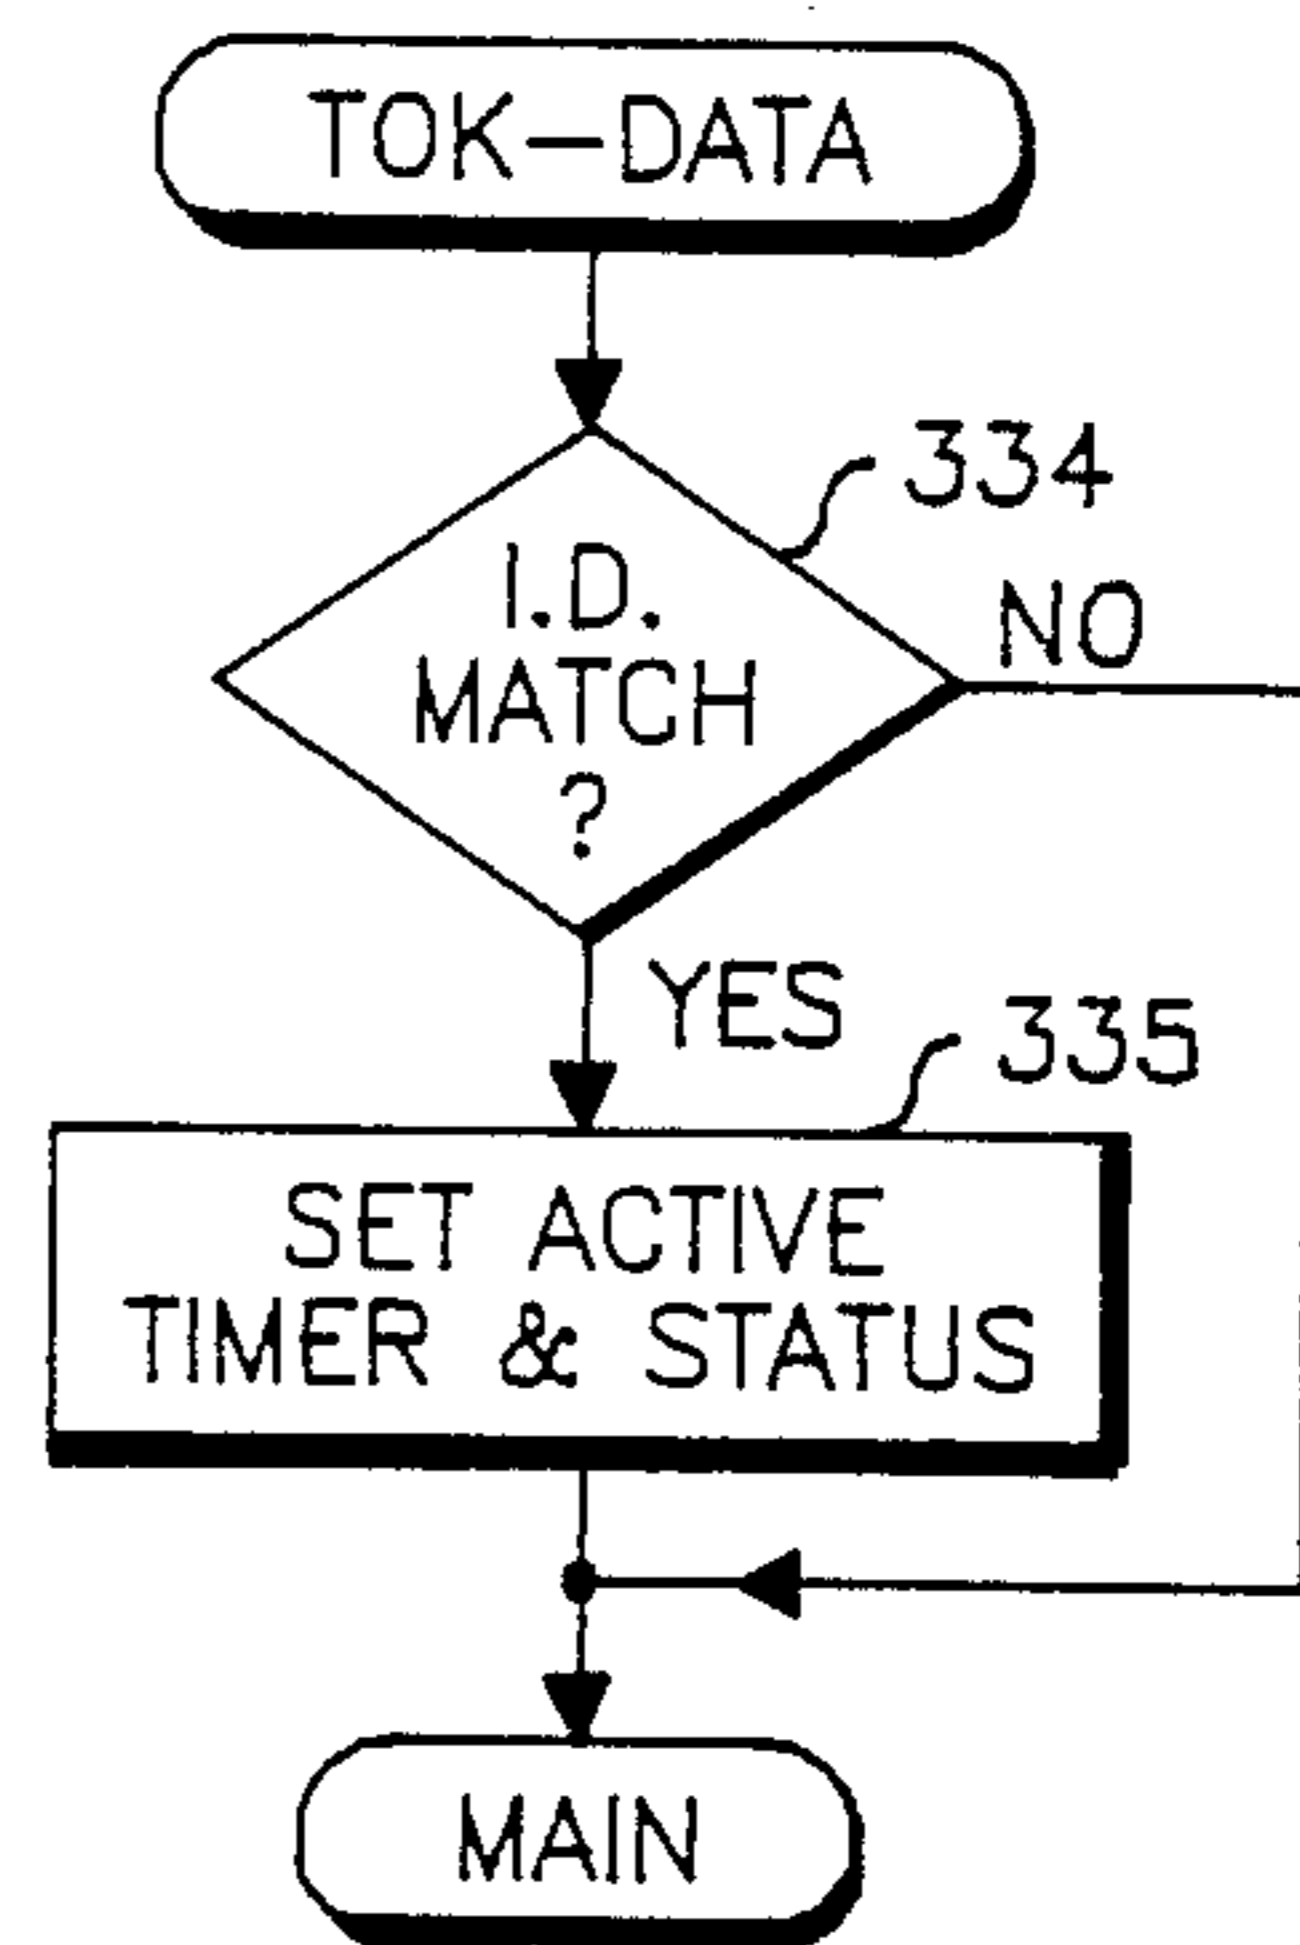 TOK-DATA
334
I.D.
MATCH
?
NO
YES
335
SET ACTIVE
TIMER & STATUS
MAIN